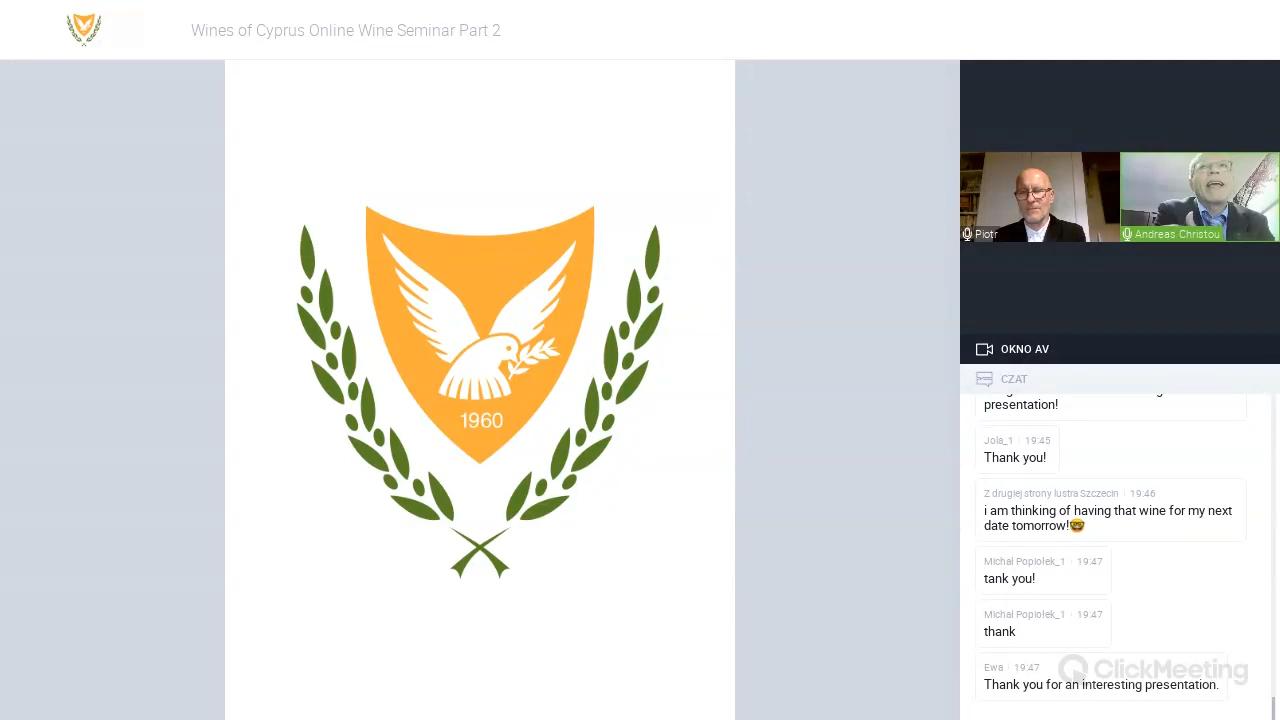 Wines of Cyprus Online Wine Seminar Part 2
1960
Piotr
Andreas Christou
OKNO AV
CZAT
presentation!
Jola_1 19:45
Thank you!
Z drugiej strony lustra Szczecin 19:46
i am thinking of having that wine for my next
date tomorrow!🤓
Michał Popiołek_1 19:47
tank you!
Michał Popiołek_1 19:47
thank
Ewa 19:47
Thank you for an interesting presentation.
ClickMeeting